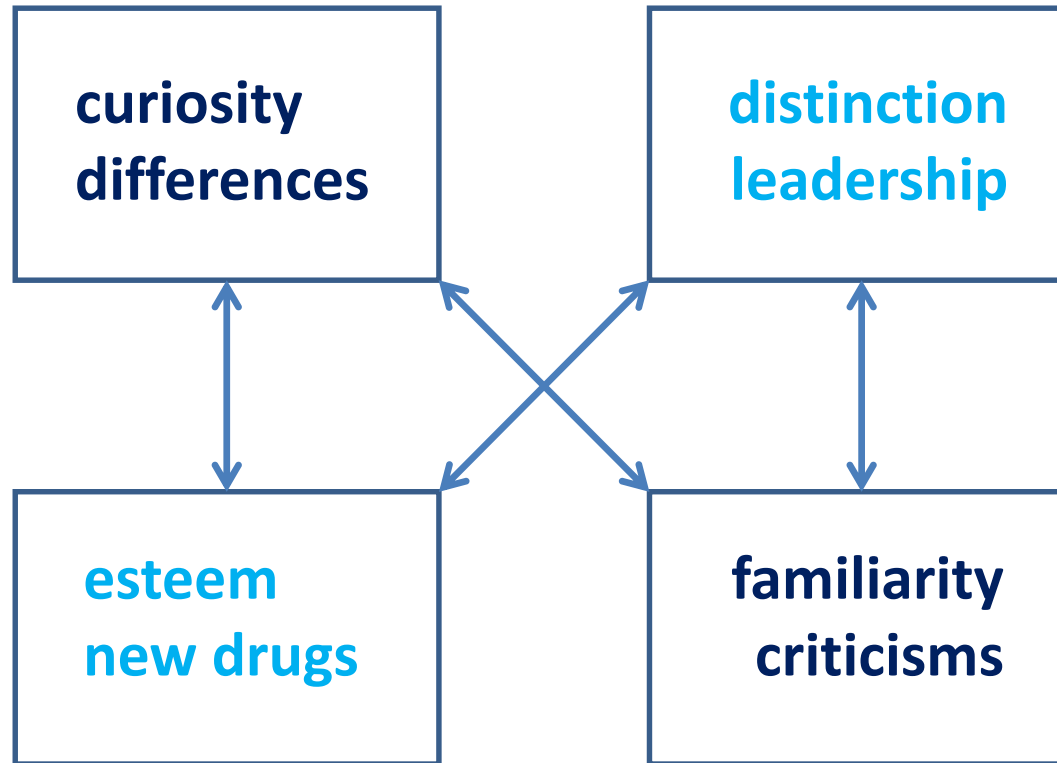 curiosity
differences
distinction
leadership
esteem
new drugs
familiarity
criticisms